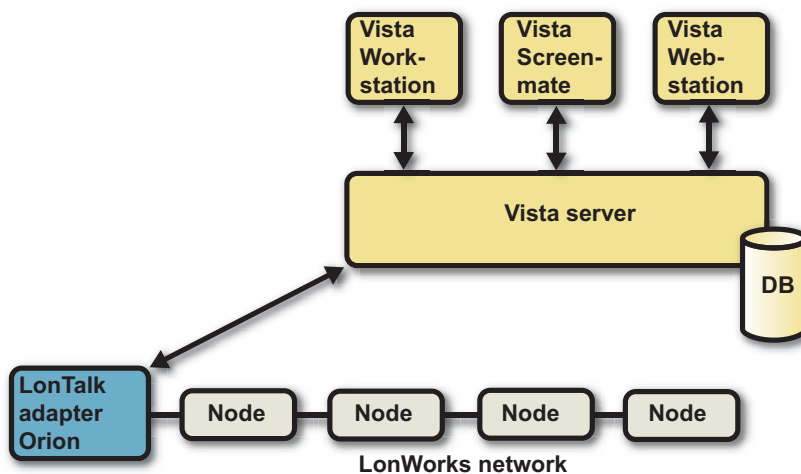 Vista
Work-
station
Vista
Screen-
mate
Vista
Web-
station
Vista server
DB
LonTalk
adapter
Orion
Node
Node
Node
Node
LonWorks network